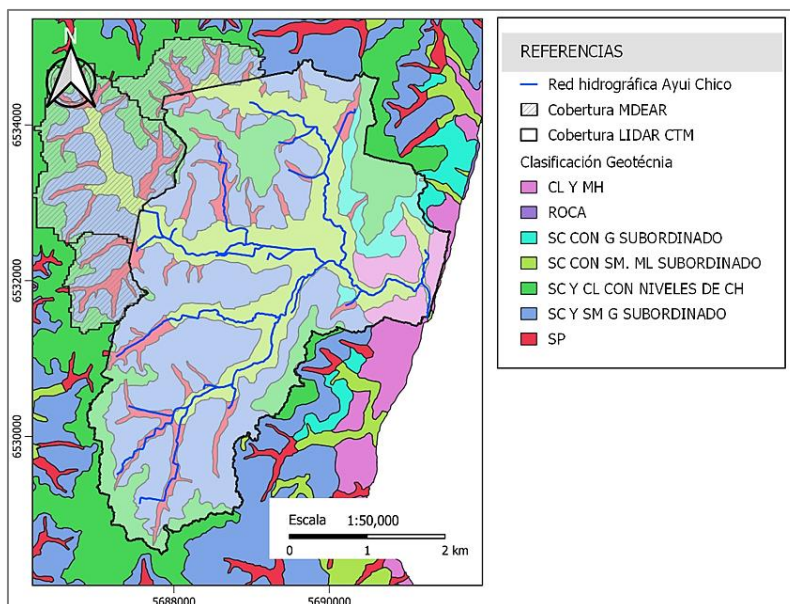 N
6534000
6532000
6530000
5688000
5690000
Escala 1:50,000
0 1 2 km
REFERENCIAS
Red hidrográfica Ayui Chico
Cobertura MDEAR
Cobertura LIDAR CTM
Clasificación Geotécnia
CL Y MH
ROCA
SC CON G SUBORDINADO
SC CON SM. ML SUBORDINADO
SC Y CL CON NIVELES DE CH
SC Y SM G SUBORDINADO
SP